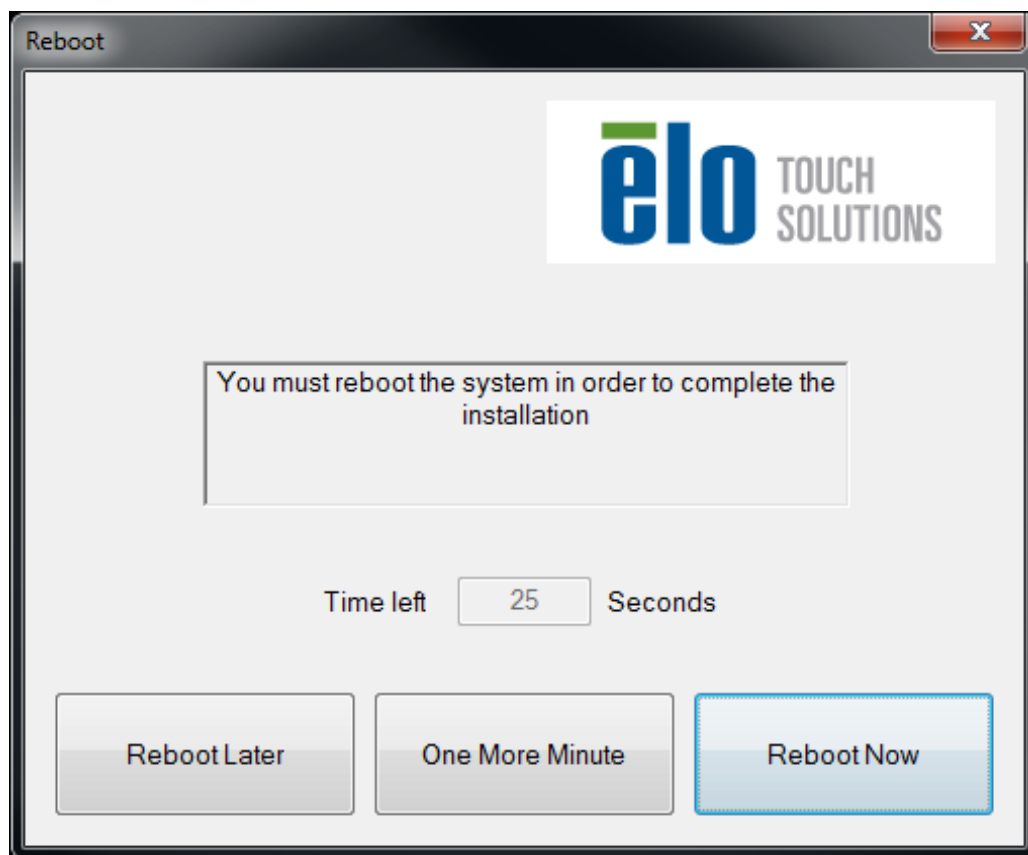 Reboot
ēlo TOUCH
SOLUTIONS
You must reboot the system in order to complete the
installation
Time left 25 Seconds
Reboot Later One More Minute Reboot Now